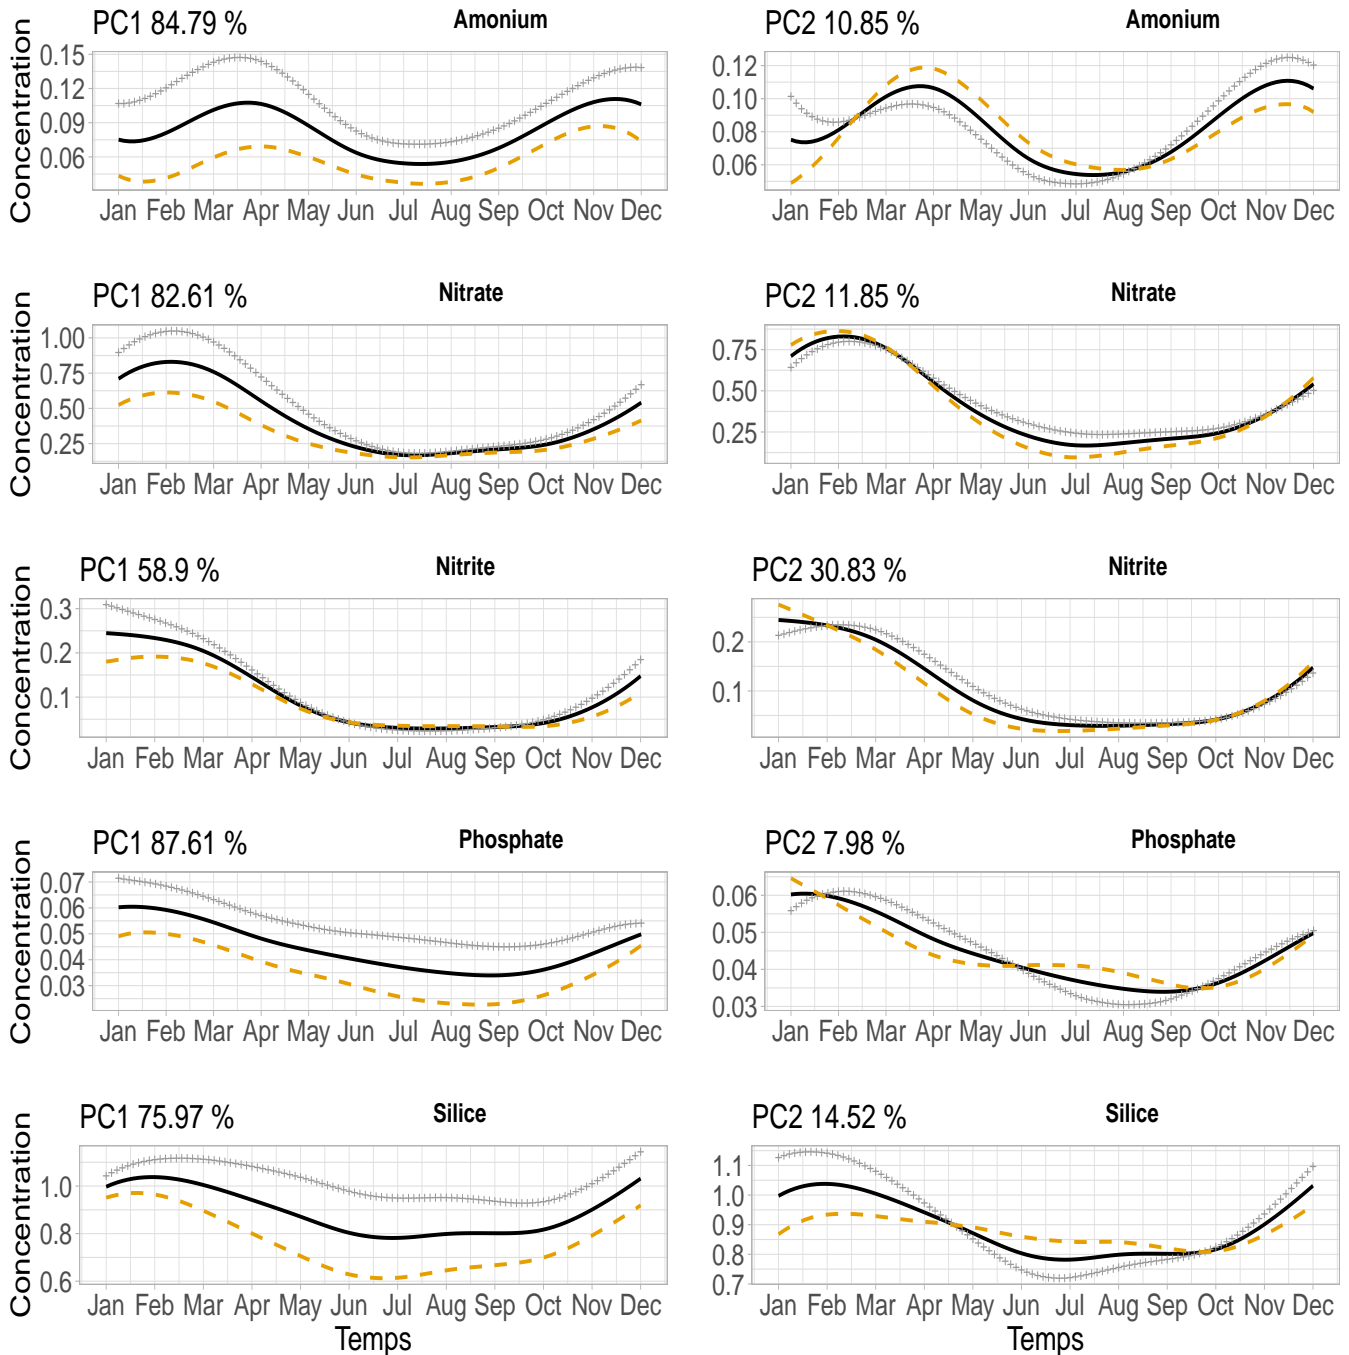 PC1 84.79 % Amonium
PC2 10.85 % Amonium
Concentration
0.15
0.12
0.09
0.06
Jan Feb Mar Apr May Jun Jul Aug Sep Oct Nov Dec
0.12
0.10
0.08
0.06
Jan Feb Mar Apr May Jun Jul Aug Sep Oct Nov Dec
PC1 82.61 % Nitrate
PC2 11.85 % Nitrate
Concentration
1.00
0.75
0.50
0.25
Jan Feb Mar Apr May Jun Jul Aug Sep Oct Nov Dec
0.75
0.50
0.25
Jan Feb Mar Apr May Jun Jul Aug Sep Oct Nov Dec
PC1 58.9 % Nitrite
PC2 30.83 % Nitrite
Concentration
0.3
0.2
0.1
Jan Feb Mar Apr May Jun Jul Aug Sep Oct Nov Dec
0.2
0.1
Jan Feb Mar Apr May Jun Jul Aug Sep Oct Nov Dec
PC1 87.61 % Phosphate
PC2 7.98 % Phosphate
Concentration
0.07
0.06
0.05
0.04
0.03
Jan Feb Mar Apr May Jun Jul Aug Sep Oct Nov Dec
0.06
0.05
0.04
0.03
Jan Feb Mar Apr May Jun Jul Aug Sep Oct Nov Dec
PC1 75.97 % Silice
PC2 14.52 % Silice
Concentration
1.0
0.8
0.6
Jan Feb Mar Apr May Jun Jul Aug Sep Oct Nov Dec
Temps
1.1
1.0
0.9
0.8
0.7
Jan Feb Mar Apr May Jun Jul Aug Sep Oct Nov Dec
Temps